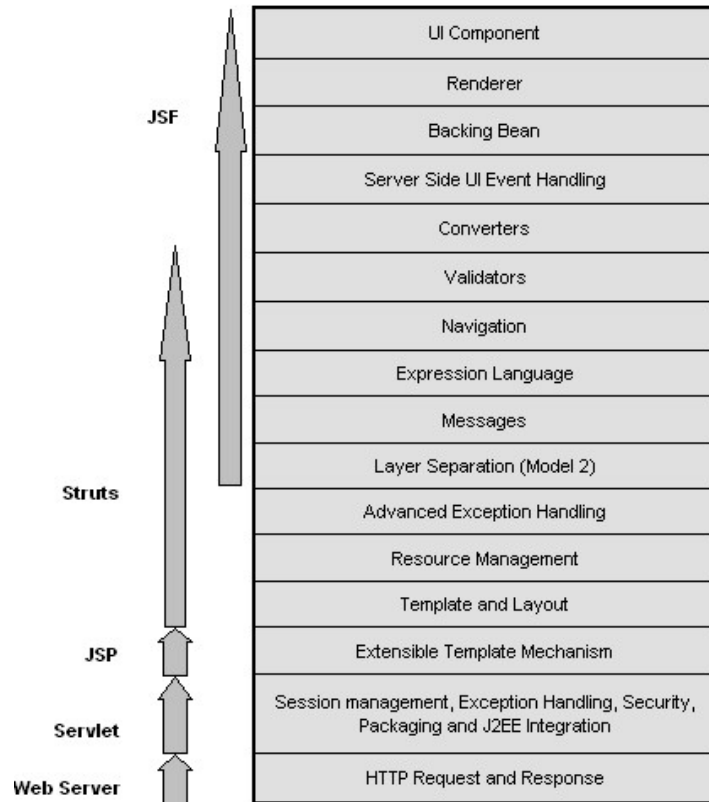 UI Component
Renderer
JSF
Backing Bean
Server Side UI Event Handling
Converters
Validators
Navigation
Expression Language
Messages
Layer Separation (Model 2)
Struts
Advanced Exception Handling
Resource Management
Template and Layout
JSP
Extensible Template Mechanism
Session management, Exception Handling, Security,
Packaging and J2EE Integration
Servlet
HTTP Request and Response
Web Server